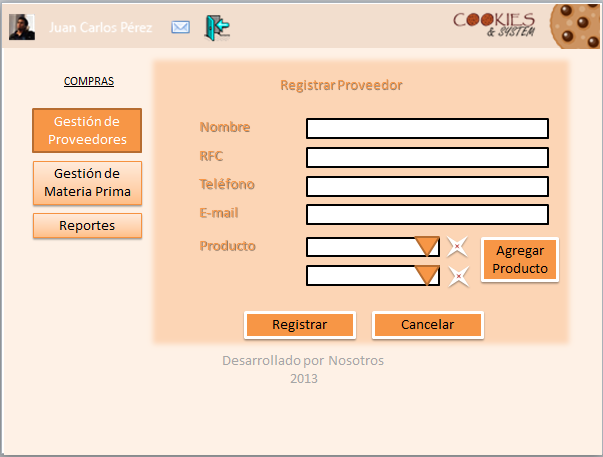 Juan Carlos Pérez
COOKIES
& SYSTEM
COMPRAS
Gestión de
Proveedores
Gestión de
Materia Prima
Reportes
Registrar Proveedor
Nombre
RFC
Teléfono
E-mail
Producto
Agregar
Producto
Registrar
Cancelar
Desarrollado por Nosotros
2013